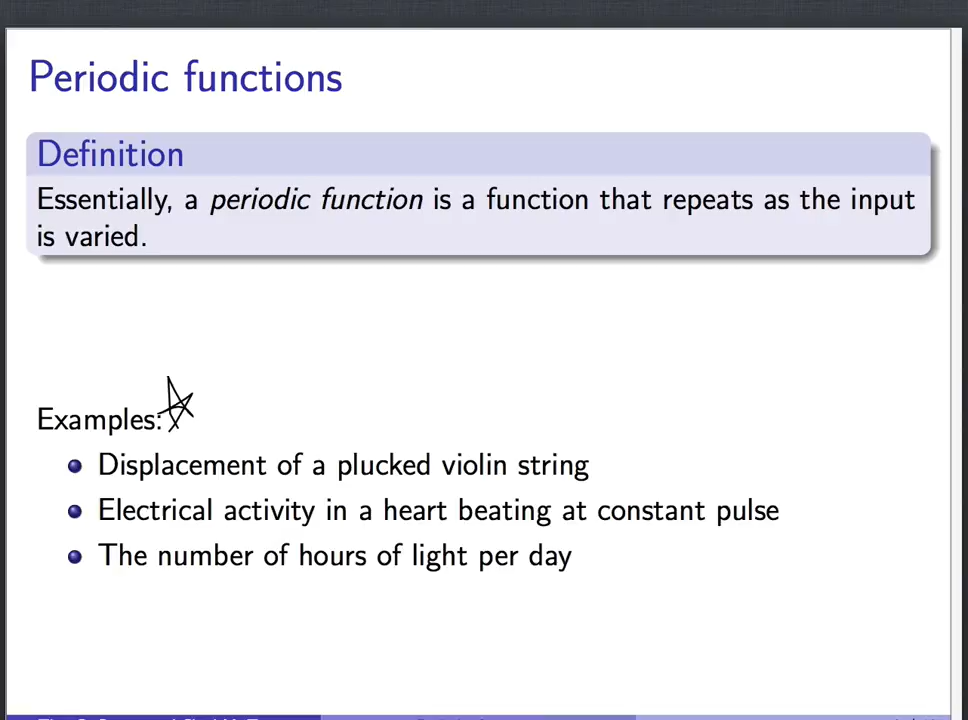 Periodic functions
Definition
Essentially, a periodic function is a function that repeats as the input
is varied.
Examples:
Displacement of a plucked violin string
Electrical activity in a heart beating at constant pulse
The number of hours of light per day